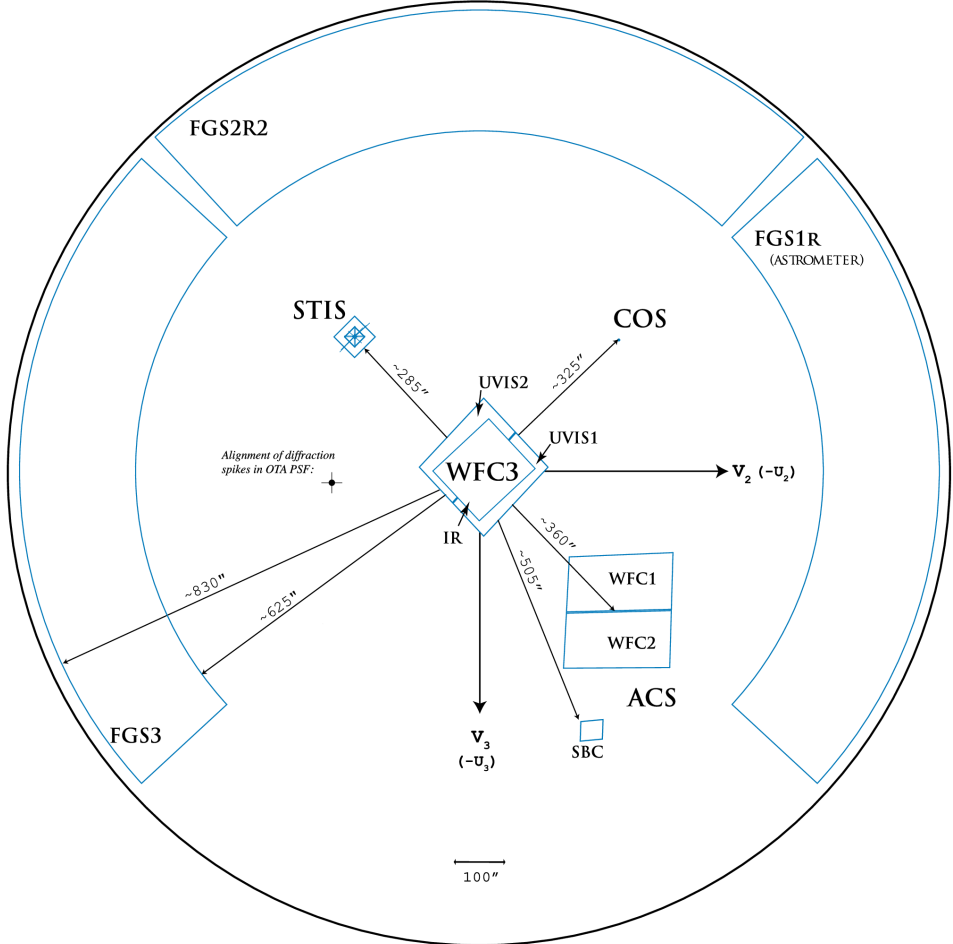 FGS2R2
FGS1R
(ASTROMETER)
STIS
COS
~285″
~325″
UVIS2
UVIS1
Alignment of diffraction
spikes in OTA PSF:
WFC3
V2 (-U2)
IR
~360″
~505″
~830″
~625″
WFC1
WFC2
ACS
FGS3
V3
(-U3)
SBC
100″